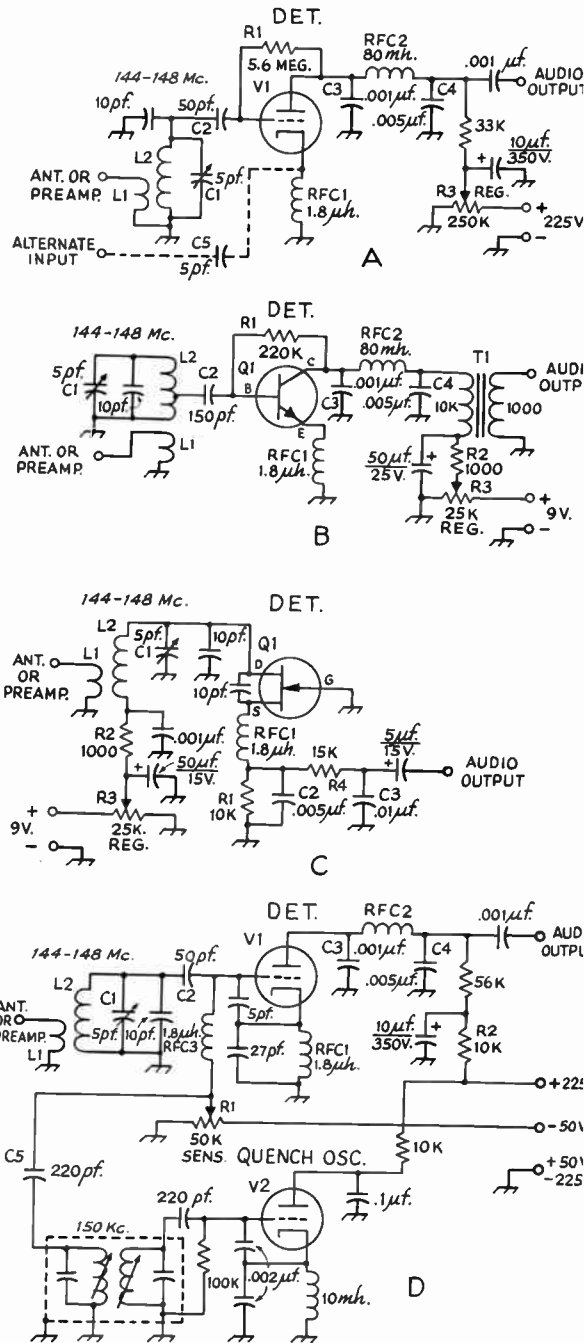 DET.
R1
5.6 MEG.
RFC2
80mh.
.001 µf.
AUDIO
OUTPUT
144-148 Mc.
V1
10pf.
50pf.
C2
C3
.001µf.
C4
.005µf.
33K
10µf.
350V.
L2
5pf.
C1
ANT. OR
PREAMP.
L1
RFC1
1.8µh.
R3
REG.
250K
+
225V.
-
ALTERNATE
INPUT
C5
5pf.
A
DET.
144-148 Mc.
R1
220K
RFC2
80mh.
T1
AUDIO
OUTPUT
L2
C2
Q1
C
B
E
5pf.
C1
10pf.
150pf.
.001µf.
C3
.005µf.
C4
10K
1000
ANT. OR
PREAMP.
L1
RFC1
1.8µh.
50µf.
25V.
+
R2
1000
R3
25K
REG.
+
9V.
-
B
144-148 Mc.
DET.
L2
5pf.
C1
10pf.
Q1
D
G
S
ANT.
OR
PREAMP.
L1
10pf.
R2
1000
.001µf.
RFC1
1.8µh.
15K
R4
5µf.
15V.
+
AUDIO
OUTPUT
+
50µf.
15V.
R1
10K
C2
.005µf.
C3
.01µf.
+
9V.
-
R3
25K.
REG.
C
DET.
RFC2
.001µf.
AUDIO
OUTPUT
144-148 Mc.
50pf.
V1
C3
.001µf.
C4
.005µf.
56K
L2
C1
C2
5pf.
10pf.
1.8µh.
RFC3
5pf.
27pf.
RFC1
1.8µh.
10µf.
350V.
+
R2
10K
ANT.
OR
PREAMP.
L1
+225
R1
50K
SENS.
-50V
C5
220pf.
QUENCH OSC.
10K
+50V
-225
220 pf.
V2
.1µf.
150 Kc.
100K
.002µf.
10mh.
D